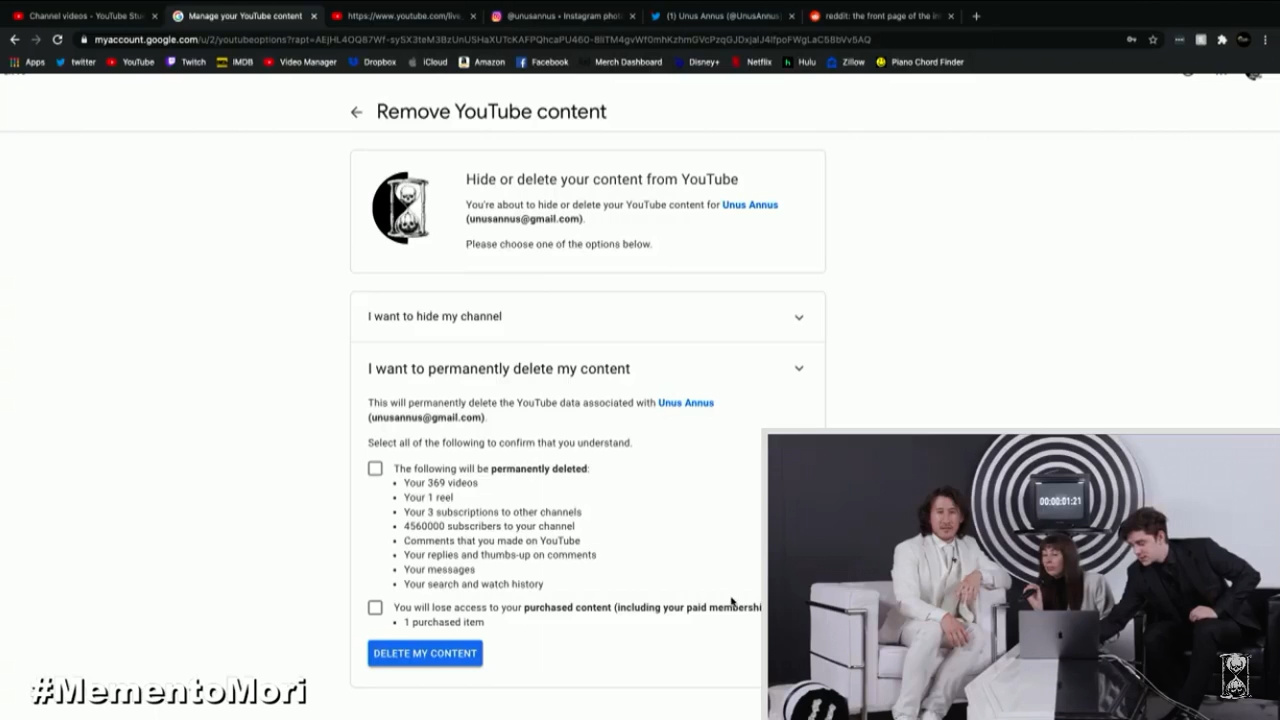 Channel videos - YouTube Stu
Manage your YouTube content
https://www.youtube.com/live
@unusannus • Instagram phot
(1) Unus Annus (@UnusAnnus
reddit: the front page of the in
Apps
twitter
YouTube
Twitch
IMDB
Video Manager
Dropbox
iCloud
Amazon
Facebook
Merch Dashboard
Disney+
Netflix
Hulu
Zillow
Piano Chord Finder
Remove YouTube content
Hide or delete your content from YouTube
You're about to hide or delete your YouTube content for Unus Annus
(unusannus@gmail.com).
Please choose one of the options below.
I want to hide my channel
I want to permanently delete my content
This will permanently delete the YouTube data associated with Unus Annus
(unusannus@gmail.com).
Select all of the following to confirm that you understand.
The following will be permanently deleted:
• Your 369 videos
• Your 1 reel
• Your 3 subscriptions to other channels
• 4560000 subscribers to your channel
• Comments that you made on YouTube
• Your replies and thumbs-up on comments
• Your messages
• Your search and watch history
You will lose access to your purchased content (including your paid membershi
• 1 purchased item
DELETE MY CONTENT
00:00:01:21
#MementoMori